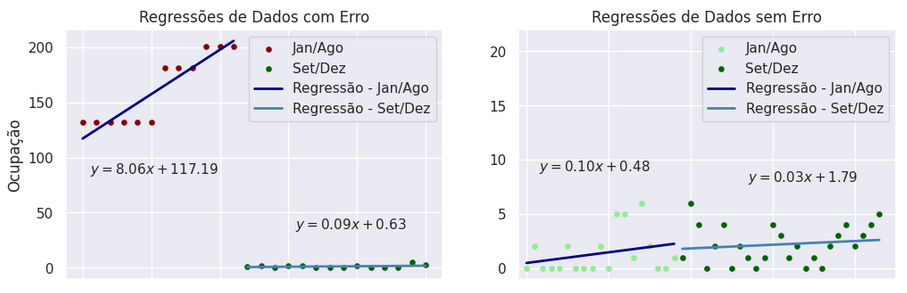 Regressões de Dados com Erro
Ocupação
200
150
100
50
0
Jan/Ago
Set/Dez
Regressão - Jan/Ago
Regressão - Set/Dez
y = 8.06x + 117.19
y = 0.09x + 0.63
Regressões de Dados sem Erro
20
15
10
5
0
Jan/Ago
Set/Dez
Regressão - Jan/Ago
Regressão - Set/Dez
y = 0.10x + 0.48
y = 0.03x + 1.79